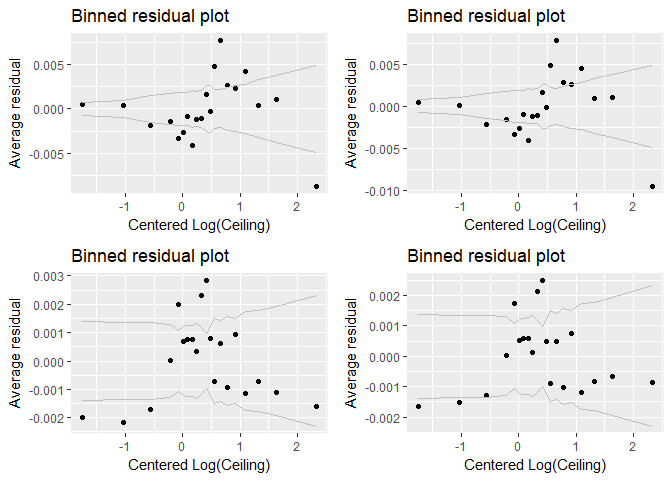 Binned residual plot
0.005
0.000
-0.005
Average residual
-1
0
1
2
Centered Log(Ceiling)
Binned residual plot
0.005
0.000
-0.005
-0.010
Average residual
-1
0
1
2
Centered Log(Ceiling)
Binned residual plot
0.003
0.002
0.001
0.000
-0.001
-0.002
Average residual
-1
0
1
2
Centered Log(Ceiling)
Binned residual plot
0.002
0.001
0.000
-0.001
-0.002
Average residual
-1
0
1
2
Centered Log(Ceiling)